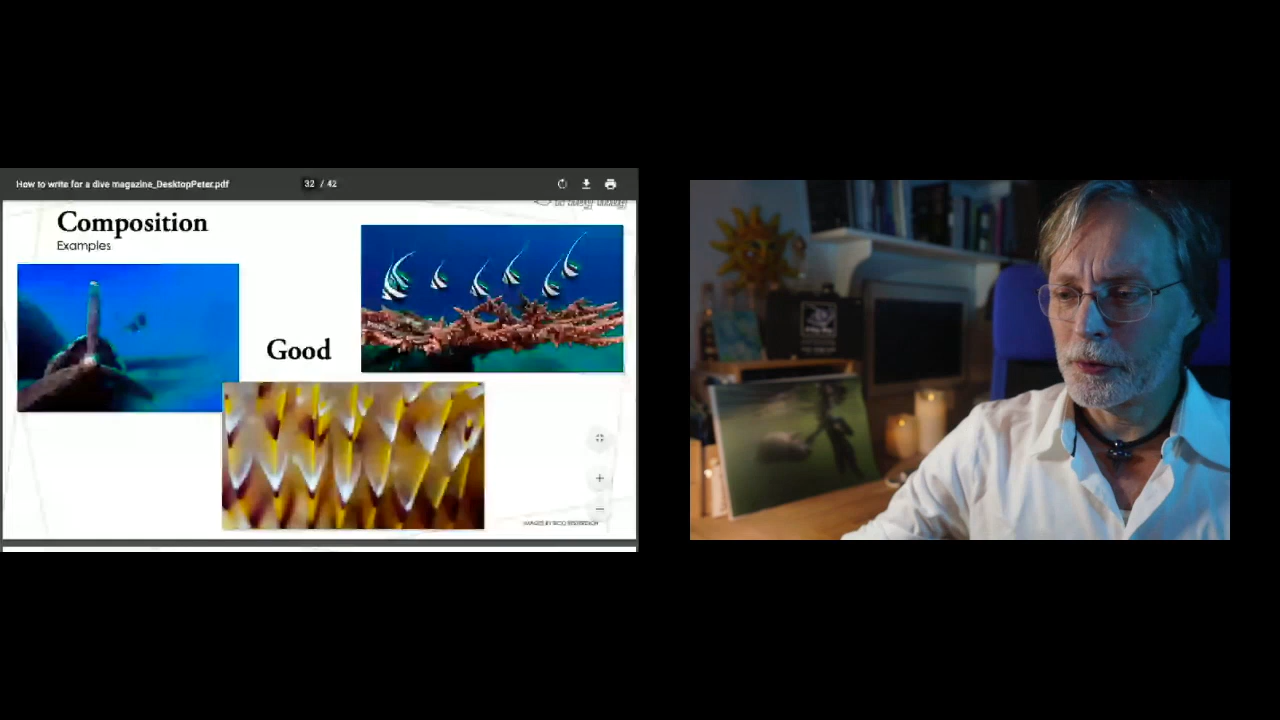 How to write for a dive magazine_DesktopPeter.pdf
32 / 42
Composition
Examples
Good